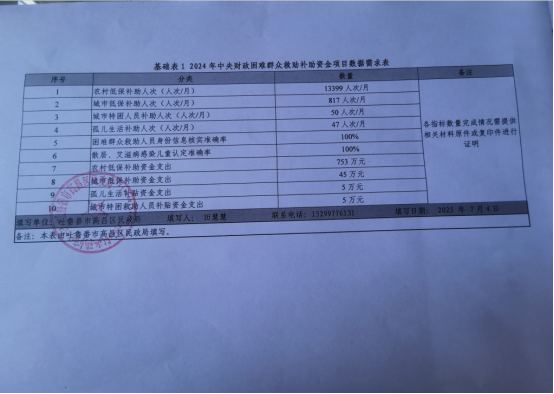 基础表 1 2024 年中央财政困难群众救助补助资金项目数据需求表
序号 分类 数量 备注
1 农村低保补助人次（人次/月） 13399 人次/月
2 城市低保补助人次（人次/月） 817 人次/月
3 城市特困人员补助人次（人次/月） 50 人次/月
4 孤儿生活补助人次（人次/月） 47 人次/月
5 困难群众救助人员身份信息核实准确率 100%
6 散居、艾滋病感染儿童认定准确率 100%
7 农村低保补助资金支出 753 万元
8 城市低保补助资金支出 45 万元
9 孤儿生活补贴资金支出 5 万元
10 城市特困救助人员补贴资金支出 5 万元
各指标数量完成情况需提供
相关材料原件或复印件进行
证明
填写单位：吐鲁番市高昌区民政局 填写人： 联系电话： 填写日期： 2025 年 7 月 4 日
备注：本表由吐鲁番市高昌区民政局填写。